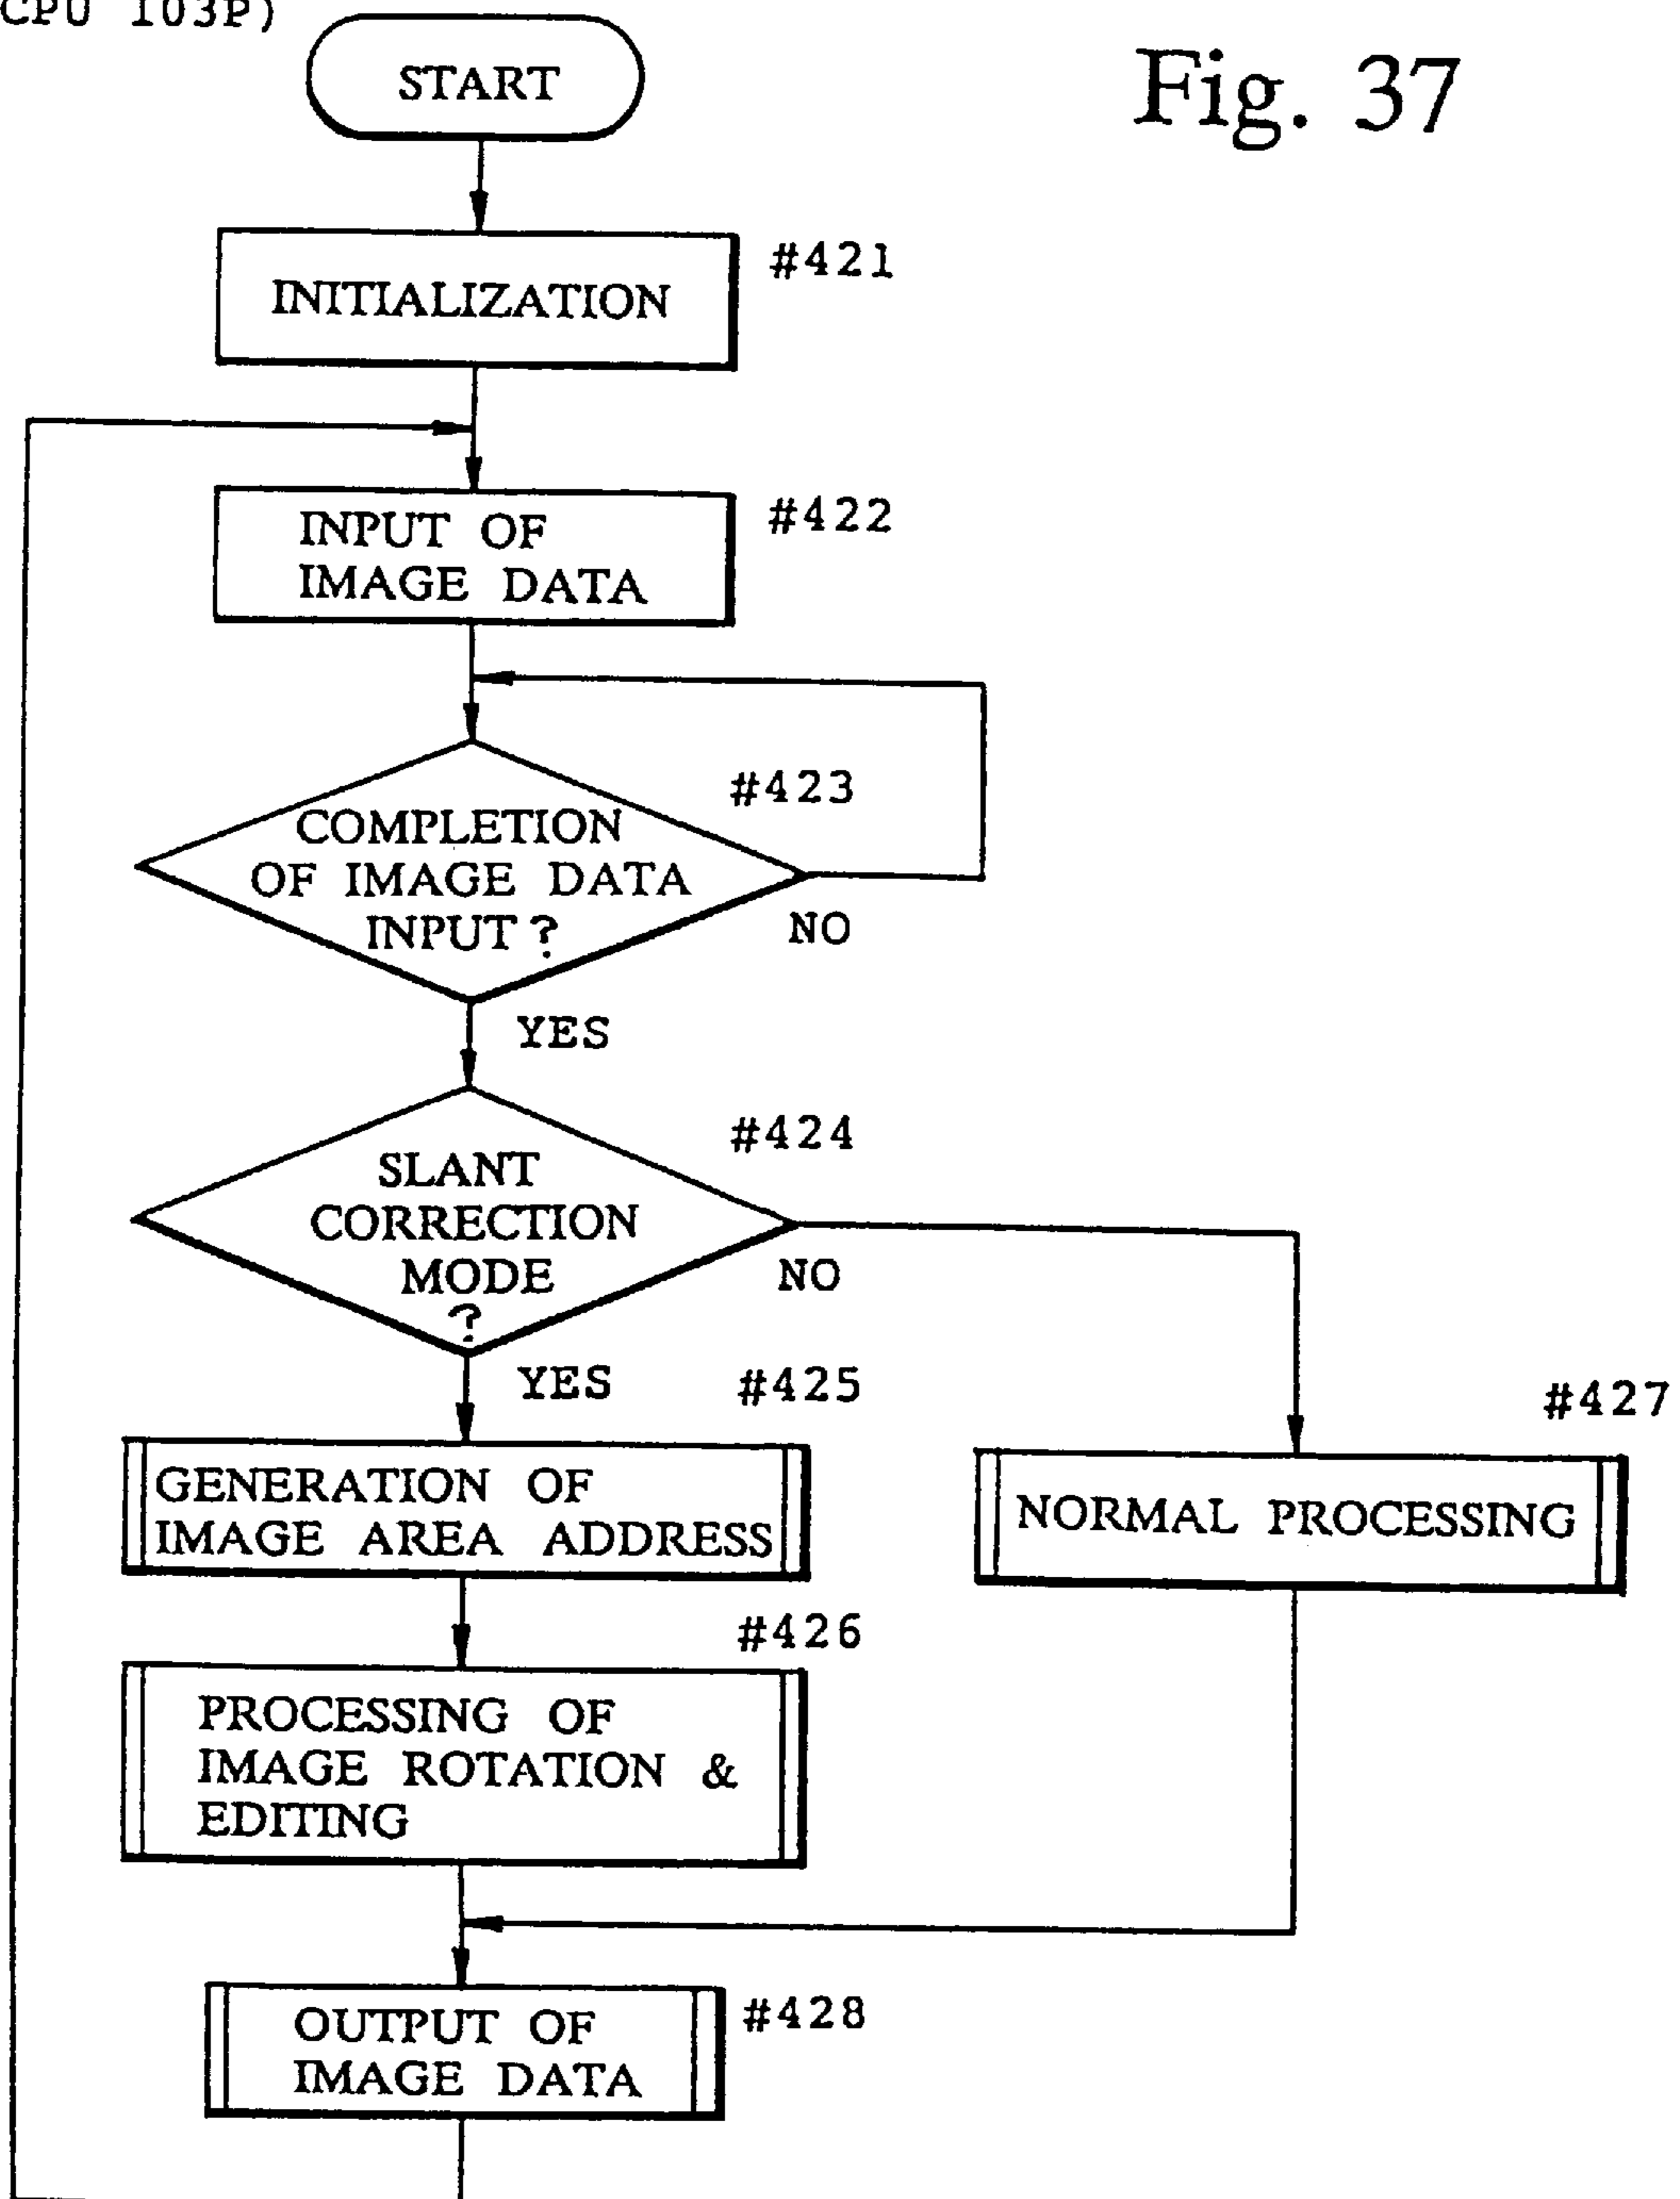 CPU 103P)
Fig. 37
START
#421
INITIALIZATION
#422
INPUT OF
IMAGE DATA
#423
COMPLETION
OF IMAGE DATA
INPUT ?
NO
YES
#424
SLANT
CORRECTION
MODE
?
NO
YES
#425
GENERATION OF
IMAGE AREA ADDRESS
#427
NORMAL PROCESSING
#426
PROCESSING OF
IMAGE ROTATION &
EDITING
#428
OUTPUT OF
IMAGE DATA